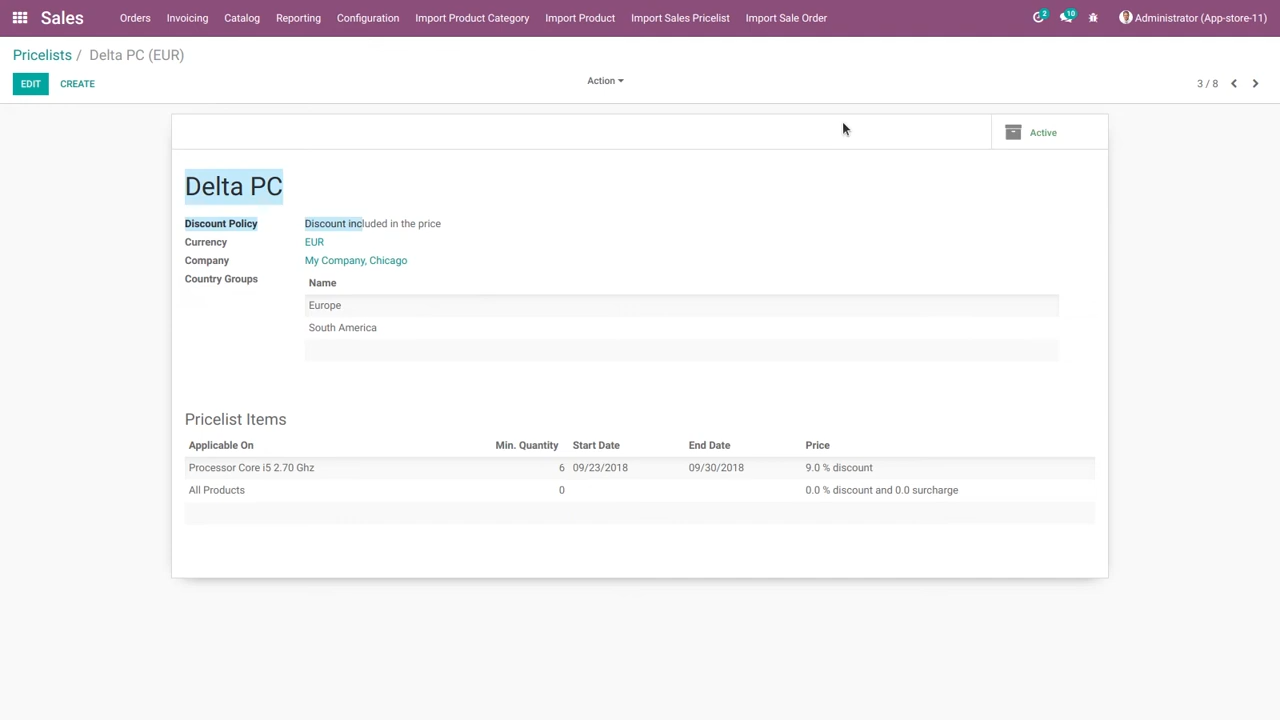 Sales Orders Invoicing Catalog Reporting Configuration Import Product Category Import Product Import Sales Pricelist Import Sale Order 2 10 Administrator (App-store-11)
Pricelists / Delta PC (EUR)
EDIT CREATE Action 3 / 8
Active
Delta PC
Discount Policy Discount included in the price
Currency EUR
Company My Company, Chicago
Country Groups Name
Europe
South America
Pricelist Items
Applicable On Min. Quantity Start Date End Date Price
Processor Core i5 2.70 Ghz 6 09/23/2018 09/30/2018 9.0 % discount
All Products 0 0.0 % discount and 0.0 surcharge